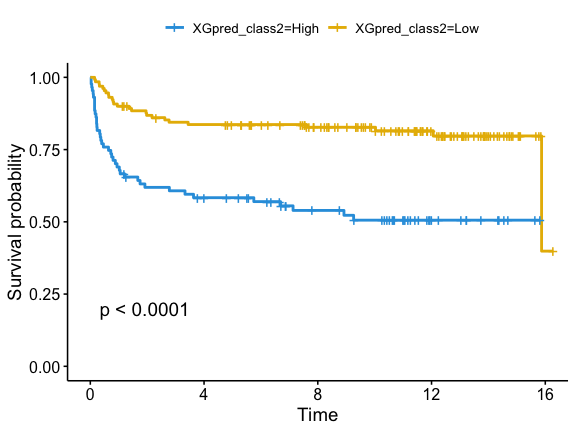 XGpred_class2=High XGpred_class2=Low
1.00
0.75
0.50
0.25
0.00
Survival probability
p < 0.0001
0 4 8 12 16
Time